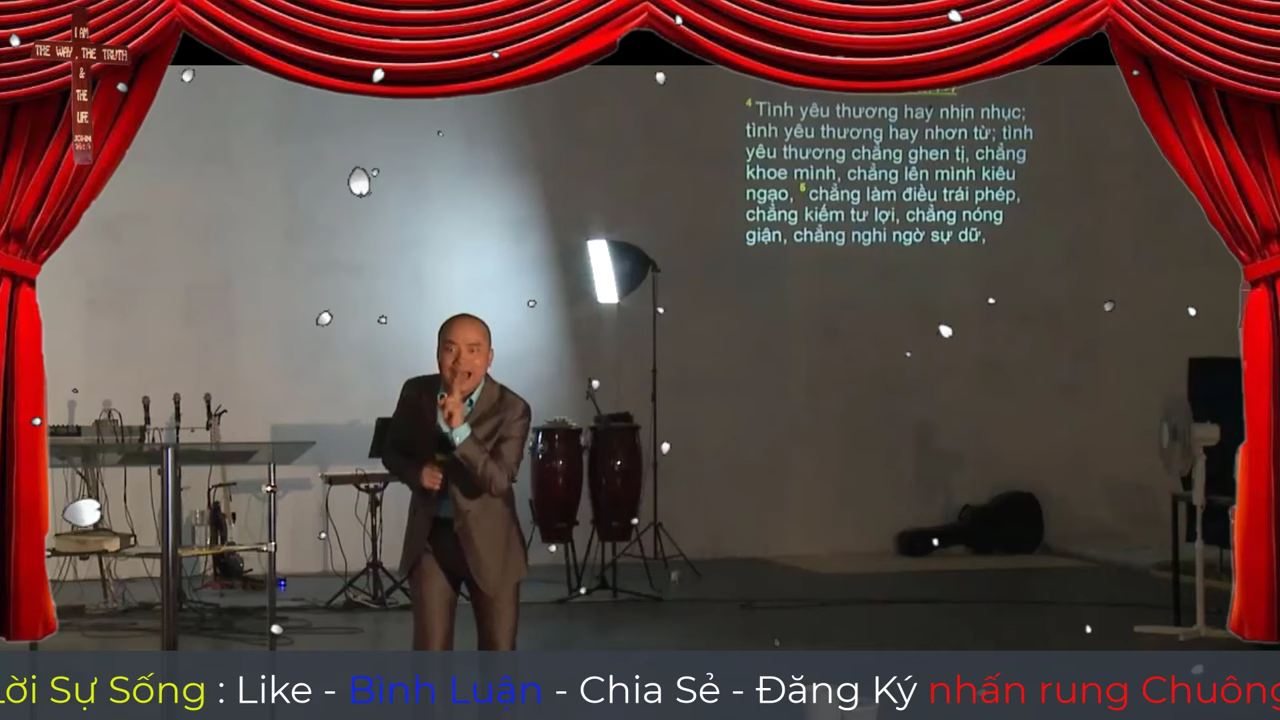 I AM
THE WAY, THE TRUTH
&
THE
LIFE
JOHN
4 Tình yêu thương hay nhịn nhục;
tình yêu thương hay nhơn từ; tình
yêu thương chẳng ghen tị, chẳng
khoe mình, chẳng lên mình kiêu
ngạo, 5 chẳng làm điều trái phép,
chẳng kiếm tư lợi, chẳng nóng
giận, chẳng nghi ngờ sự dữ,
Lời Sự Sống : Like - Bình Luận - Chia Sẻ - Đăng Ký nhấn rung Chuông